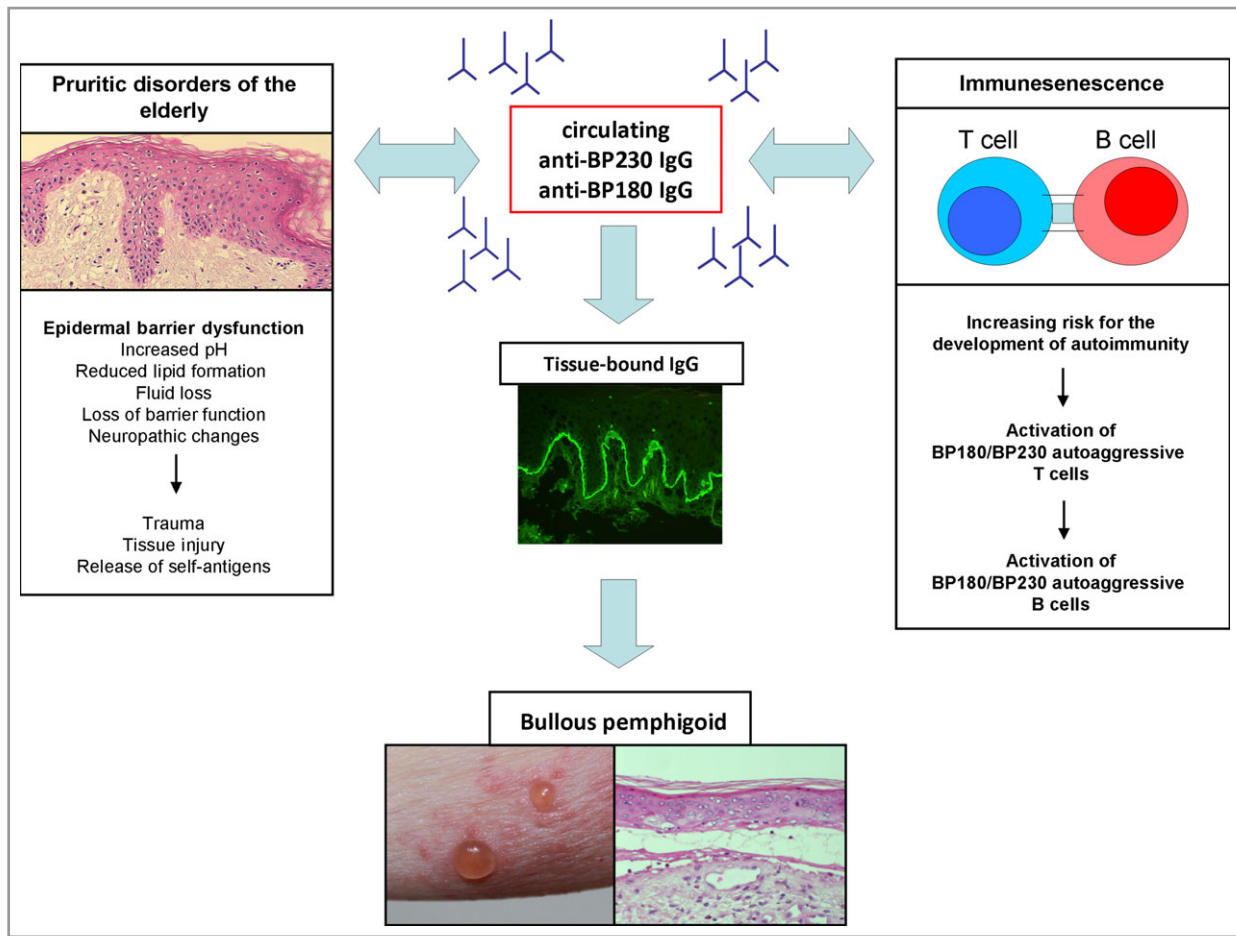 Pruritic disorders of the
elderly
Epidermal barrier dysfunction
Increased pH
Reduced lipid formation
Fluid loss
Loss of barrier function
Neuropathic changes
Trauma
Tissue injury
Release of self-antigens
circulating
anti-BP230 IgG
anti-BP180 IgG
Tissue-bound IgG
Bullous pemphigoid
Immunesenescence
T cell
B cell
Increasing risk for the
development of autoimmunity
Activation of
BP180/BP230 autoaggressive
T cells
Activation of
BP180/BP230 autoaggressive
B cells